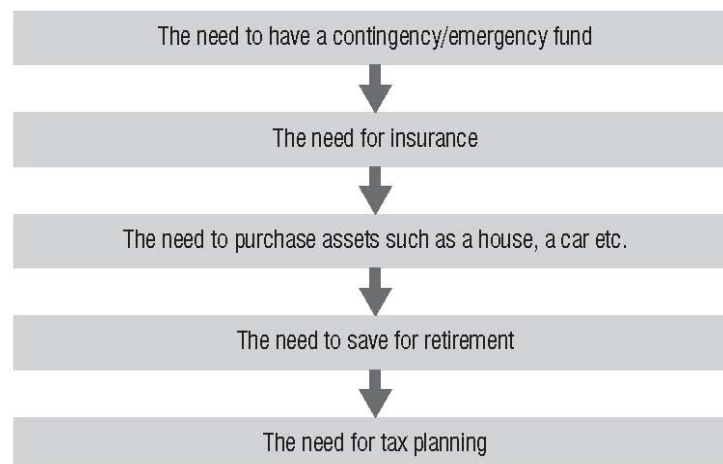 The need to have a contingency/emergency fund
The need for insurance
The need to purchase assets such as a house, a car etc.
The need to save for retirement
The need for tax planning